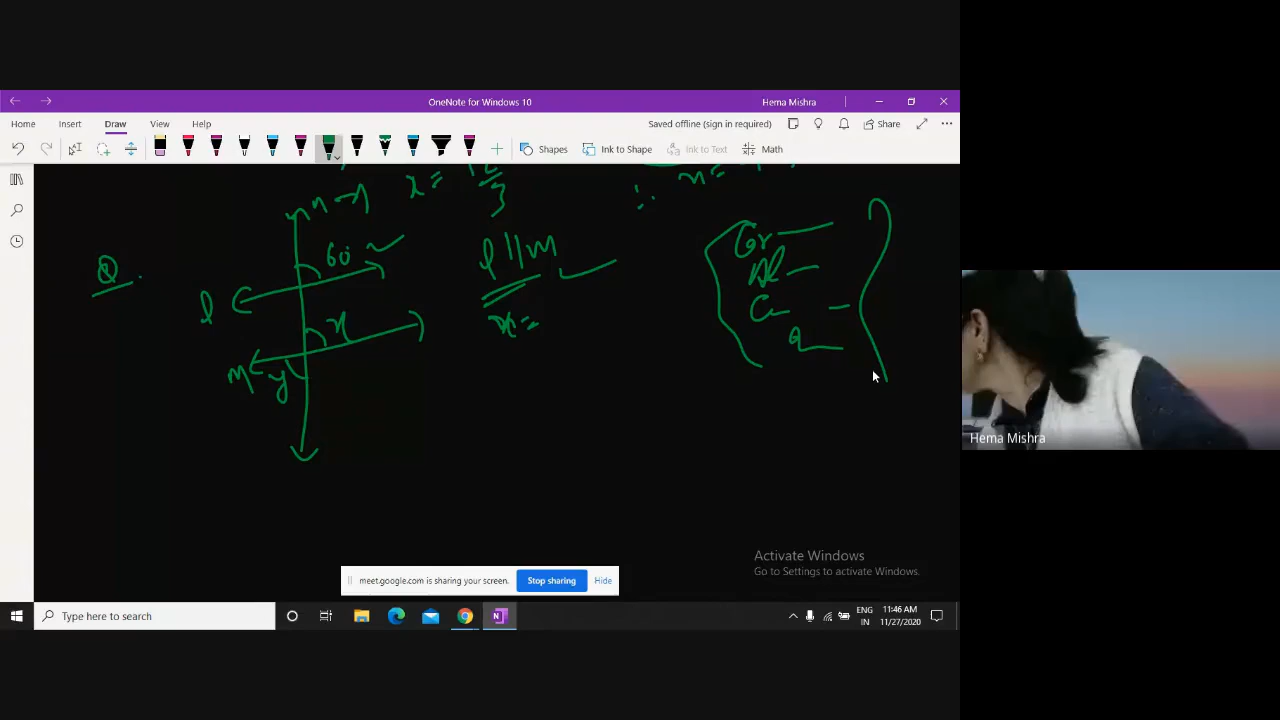 OneNote for Windows 10
Hema Mishra
Home Insert Draw View Help
Saved offline (sign in required)
Share
Shapes
Ink to Shape
Ink to Text
Math
x =
Q.
60
l || m
l
x
x =
m
y
Gr
Hema Mishra
Activate Windows
Go to Settings to activate Windows.
meet.google.com is sharing your screen.
Stop sharing
Hide
Type here to search
ENG
IN
11:46 AM
11/27/2020